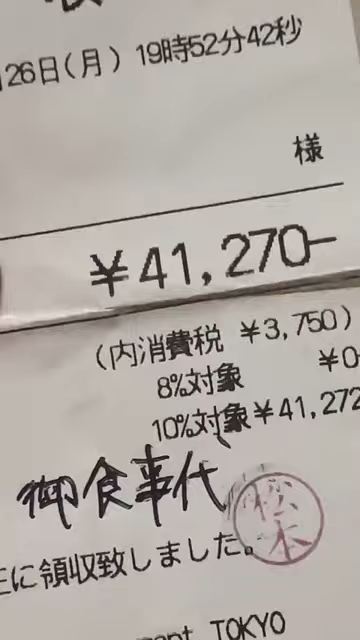 26日(月) 19時52分42秒
様
¥41,270-
(内消費税 ¥3,750)
8%対象 ¥0
10%対象 ¥41,272
御食事代
松本
に領収致しました。
TOKYO